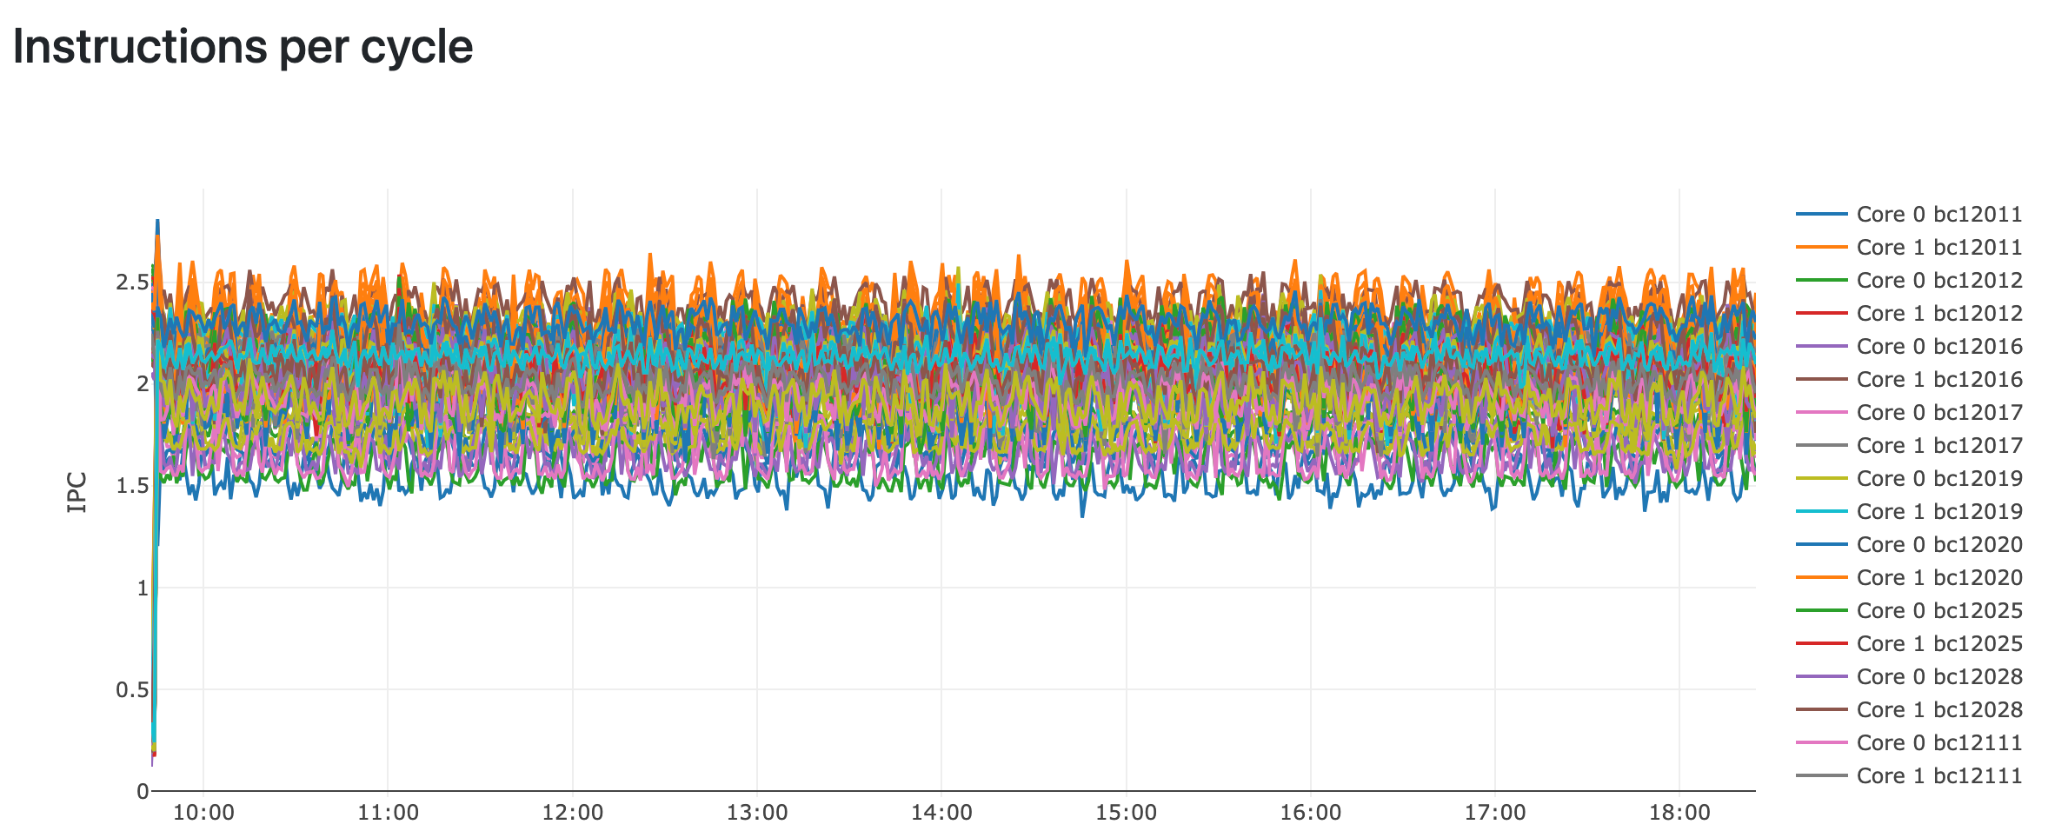 Instructions per cycle
IPC
2.5
2
1.5
1
0.5
0
10:00
11:00
12:00
13:00
14:00
15:00
16:00
17:00
18:00
Core 0 bc12011
Core 1 bc12011
Core 0 bc12012
Core 1 bc12012
Core 0 bc12016
Core 1 bc12016
Core 0 bc12017
Core 1 bc12017
Core 0 bc12019
Core 1 bc12019
Core 0 bc12020
Core 1 bc12020
Core 0 bc12025
Core 1 bc12025
Core 0 bc12028
Core 1 bc12028
Core 0 bc12111
Core 1 bc12111